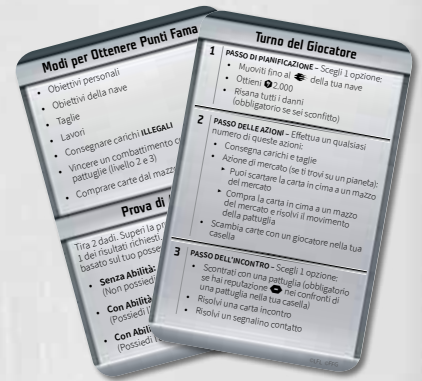 Modi per Ottenere Punti Fama
• Obiettivi personali
• Obiettivi della nave
• Taglie
• Lavori
• Consegnare carichi ILLEGALI
• Vincere un combattimento
pattuglie (livello 2 e 3)
• Comprare carte dal mazzo
Prova di
Tira 2 dadi. Superi la
1 dei risultati richiesti,
basato sul tuo
• Senza Abilità:
(Non possiedi
• Con Abilità
(Possiedi
• Con
(Possiedi
Turno del Giocatore
1 PASSO DI PIANIFICAZIONE – Scegli 1 opzione:
• Muoviti fino al della tua nave
• Ottieni 2.000
• Risana tutti i danni
(obbligatorio se sei sconfitto)
2 PASSO DELLE AZIONI – Effettua un qualsiasi
numero di queste azioni:
• Consegna carichi e taglie
• Azione di mercato (se ti trovi su un pianeta):
▸ Puoi scartare la carta in cima a un mazzo
del mercato
▸ Compra la carta in cima a un mazzo
del mercato e risolvi il movimento
della pattuglia
• Scambia carte con un giocatore nella tua
casella
3 PASSO DELL'INCONTRO – Scegli 1 opzione:
• Scontrati con una pattuglia (obbligatorio
se hai reputazione nei confronti di
una pattuglia nella tua casella)
• Risolvi una carta incontro
• Risolvi un segnalino contatto